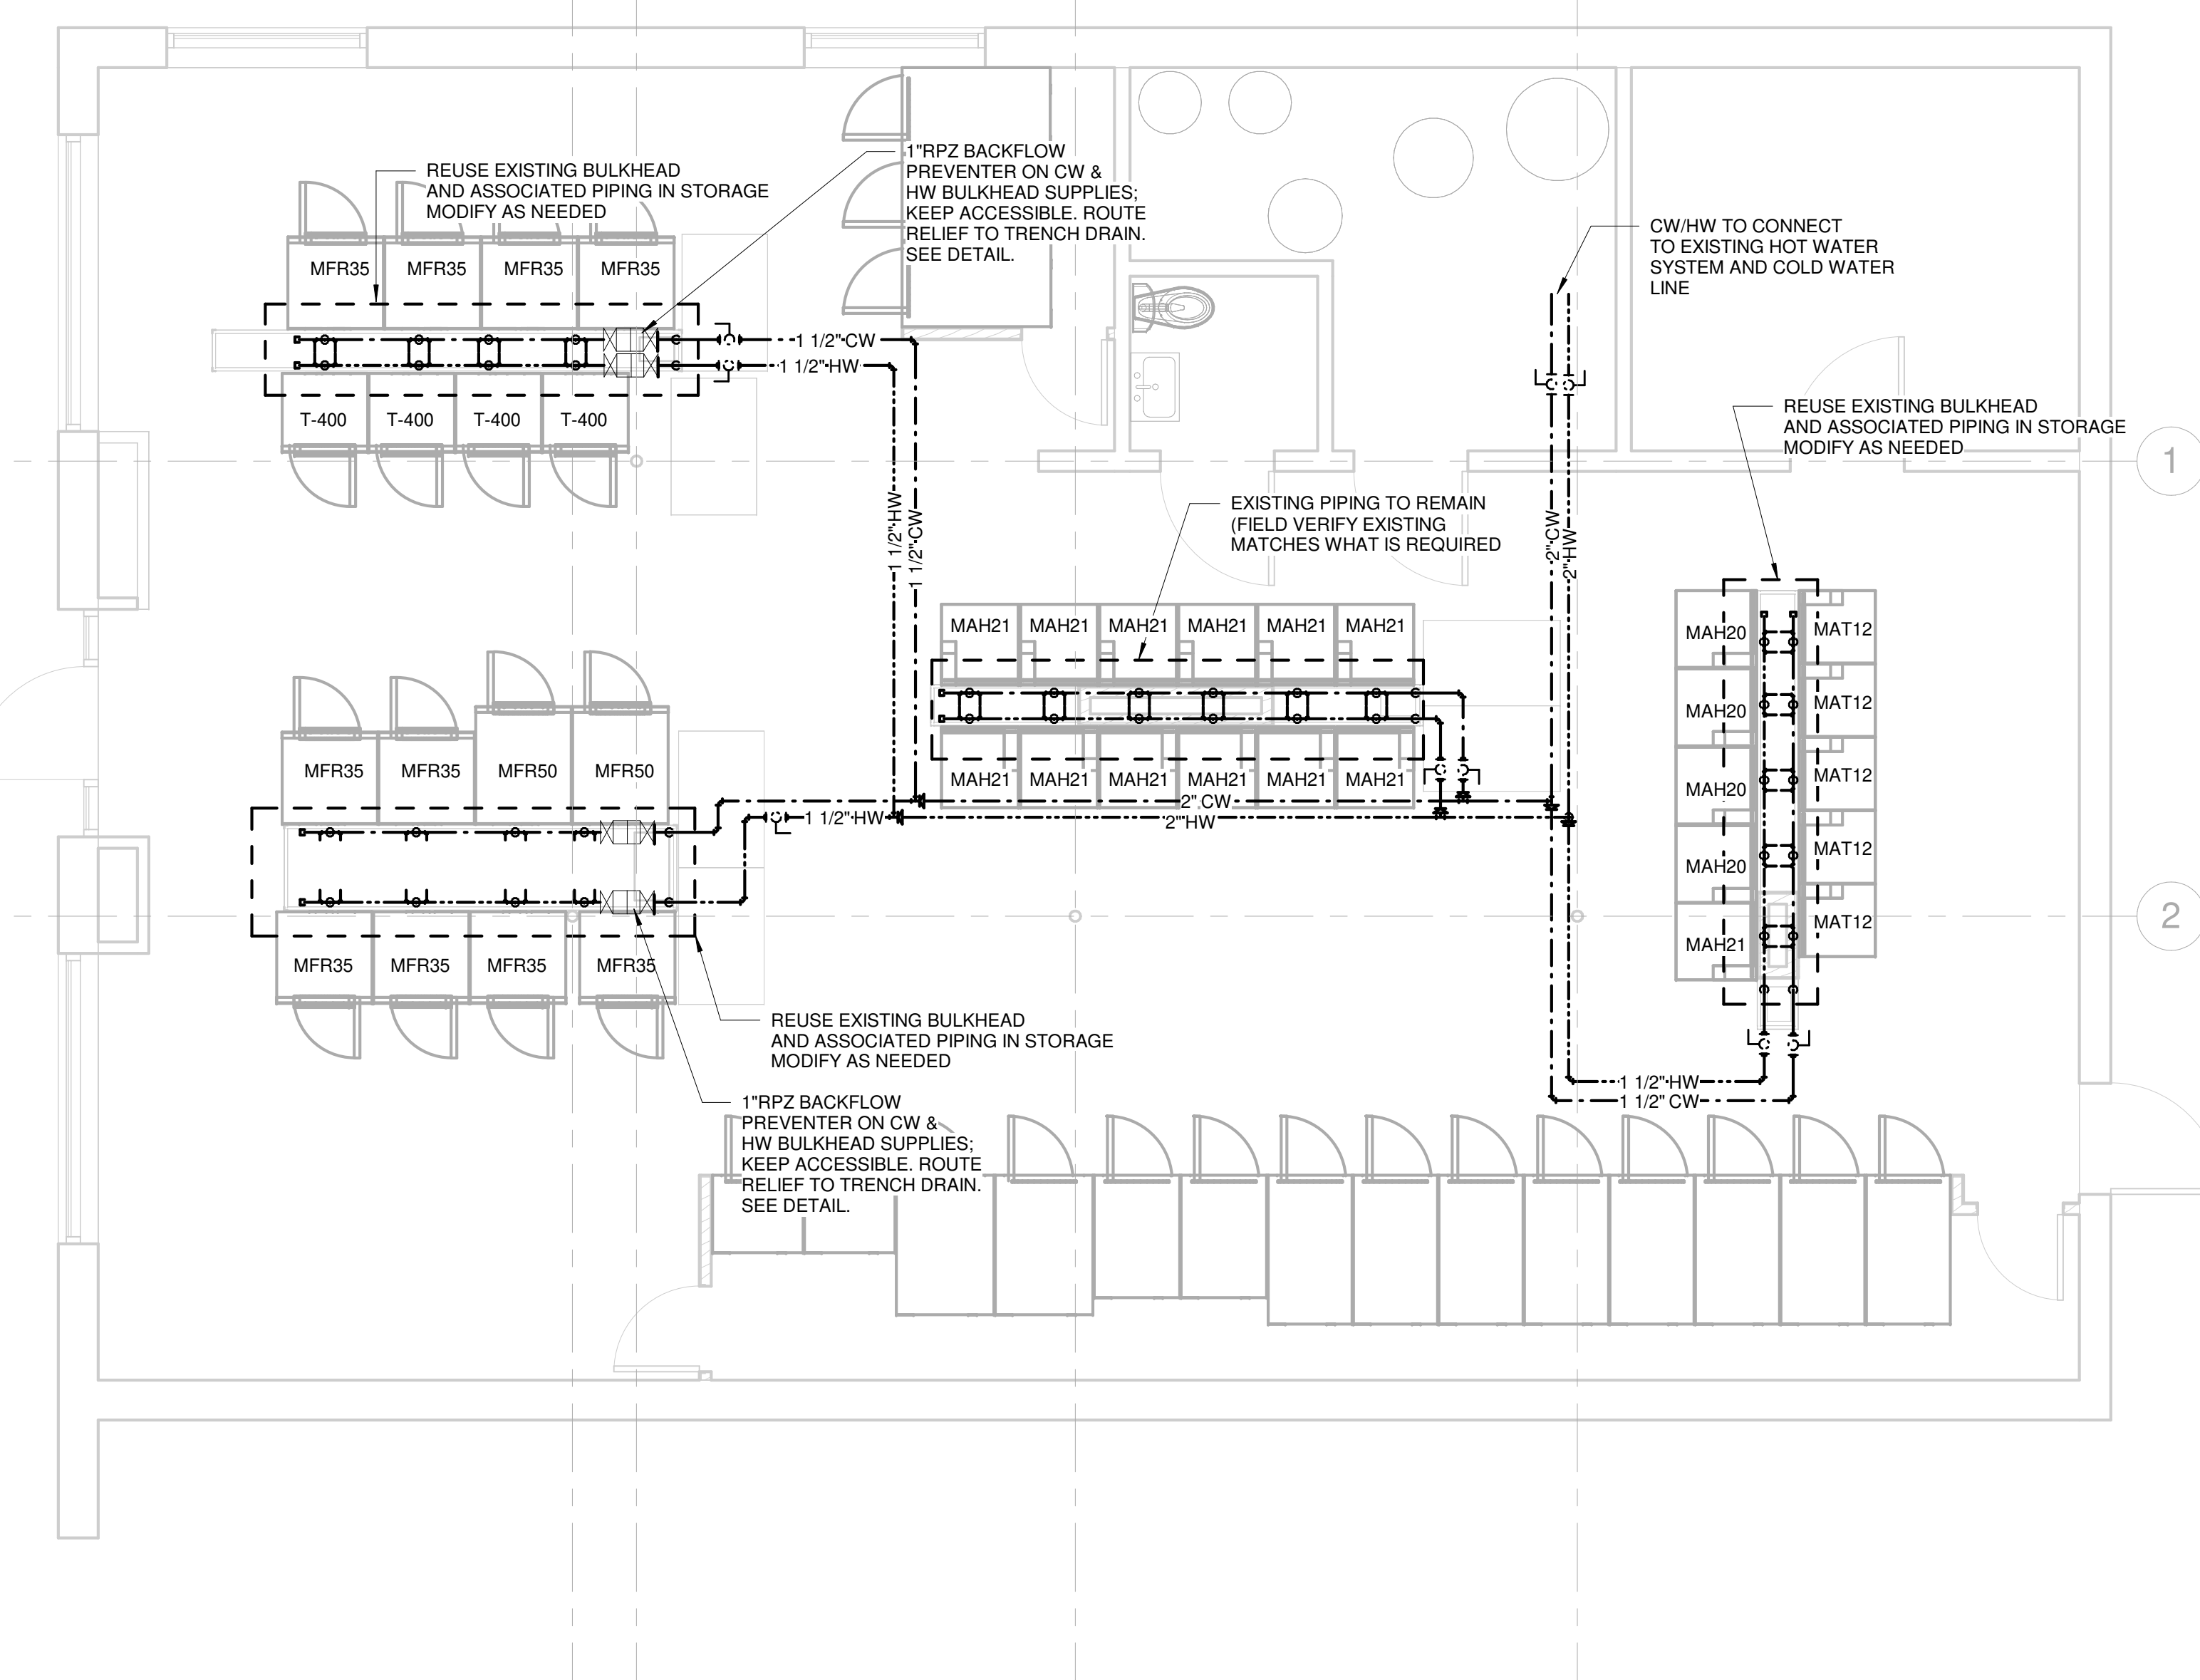 REUSE EXISTING BULKHEAD
AND ASSOCIATED PIPING IN STORAGE
MODIFY AS NEEDED
1"RPZ BACKFLOW
PREVENTER ON CW &
HW BULKHEAD SUPPLIES;
KEEP ACCESSIBLE. ROUTE
RELIEF TO TRENCH DRAIN.
SEE DETAIL.
CW/HW TO CONNECT
TO EXISTING HOT WATER
SYSTEM AND COLD WATER
LINE
MFR35
MFR35
MFR35
MFR35
1 1/2" CW
1 1/2" HW
T-400
T-400
T-400
T-400
REUSE EXISTING BULKHEAD
AND ASSOCIATED PIPING IN STORAGE
MODIFY AS NEEDED
1
1 1/2" HW
1 1/2" CW
EXISTING PIPING TO REMAIN
(FIELD VERIFY EXISTING
MATCHES WHAT IS REQUIRED
2" CW
2" HW
MAH21
MAH21
MAH21
MAH21
MAH21
MAH21
MAH21
MAH21
MAH21
MAH21
MAH21
MAH21
2" CW
2" HW
MAH20
MAH20
MAH20
MAH20
MAH21
MAT12
MAT12
MAT12
MAT12
MAT12
MFR35
MFR35
MFR50
MFR50
1 1/2" HW
MFR35
MFR35
MFR35
MFR35
2
REUSE EXISTING BULKHEAD
AND ASSOCIATED PIPING IN STORAGE
MODIFY AS NEEDED
1 1/2" HW
1 1/2" CW
1"RPZ BACKFLOW
PREVENTER ON CW &
HW BULKHEAD SUPPLIES;
KEEP ACCESSIBLE. ROUTE
RELIEF TO TRENCH DRAIN.
SEE DETAIL.